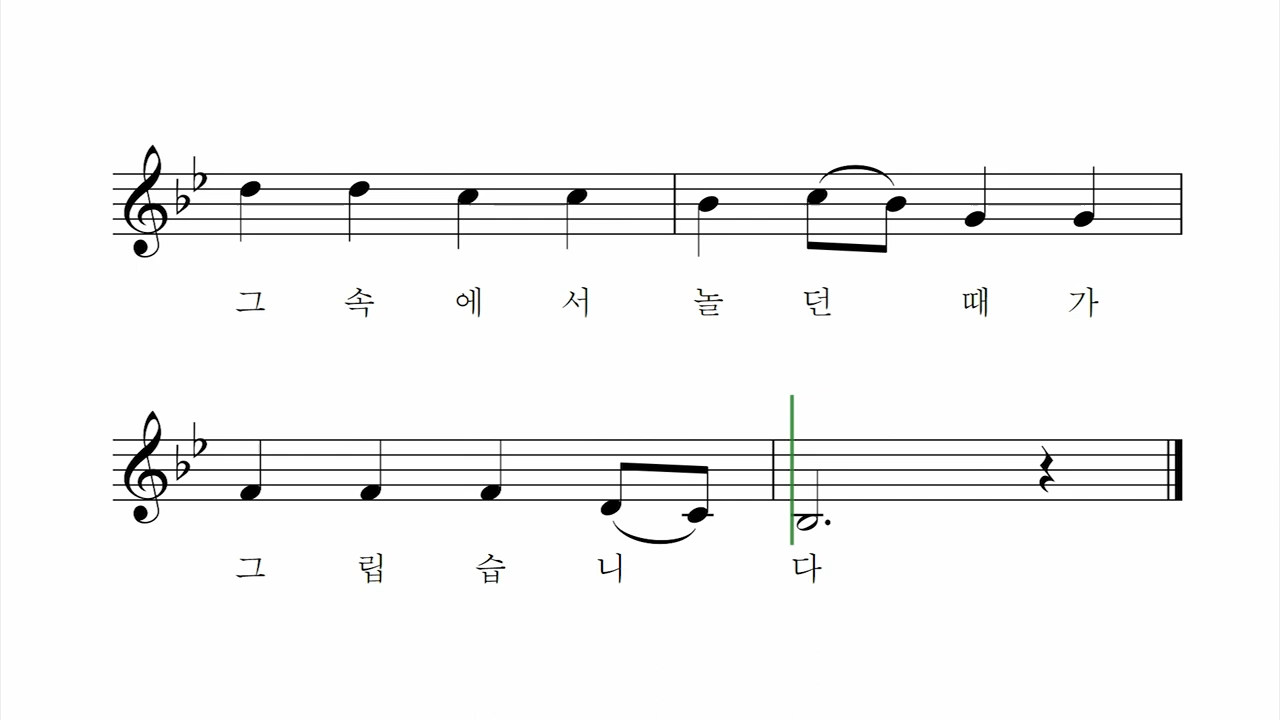 그 속 에 서 놀 던 때 가
그 립 습 니 다